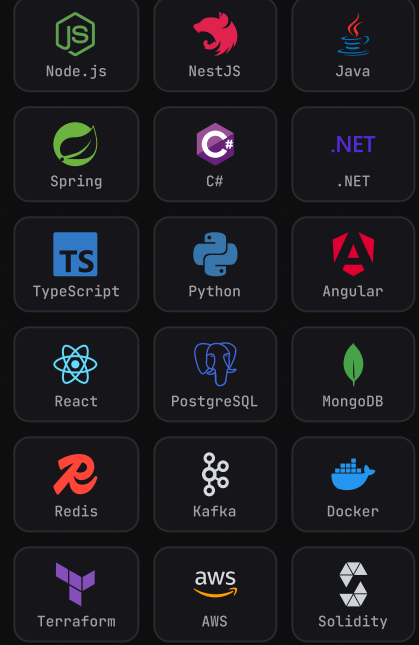 JS
Node.js
NestJS
Java
Spring
C#
C#
.NET
.NET
TS
TypeScript
Python
Angular
React
PostgreSQL
MongoDB
Redis
Kafka
Docker
Terraform
aws
AWS
Solidity